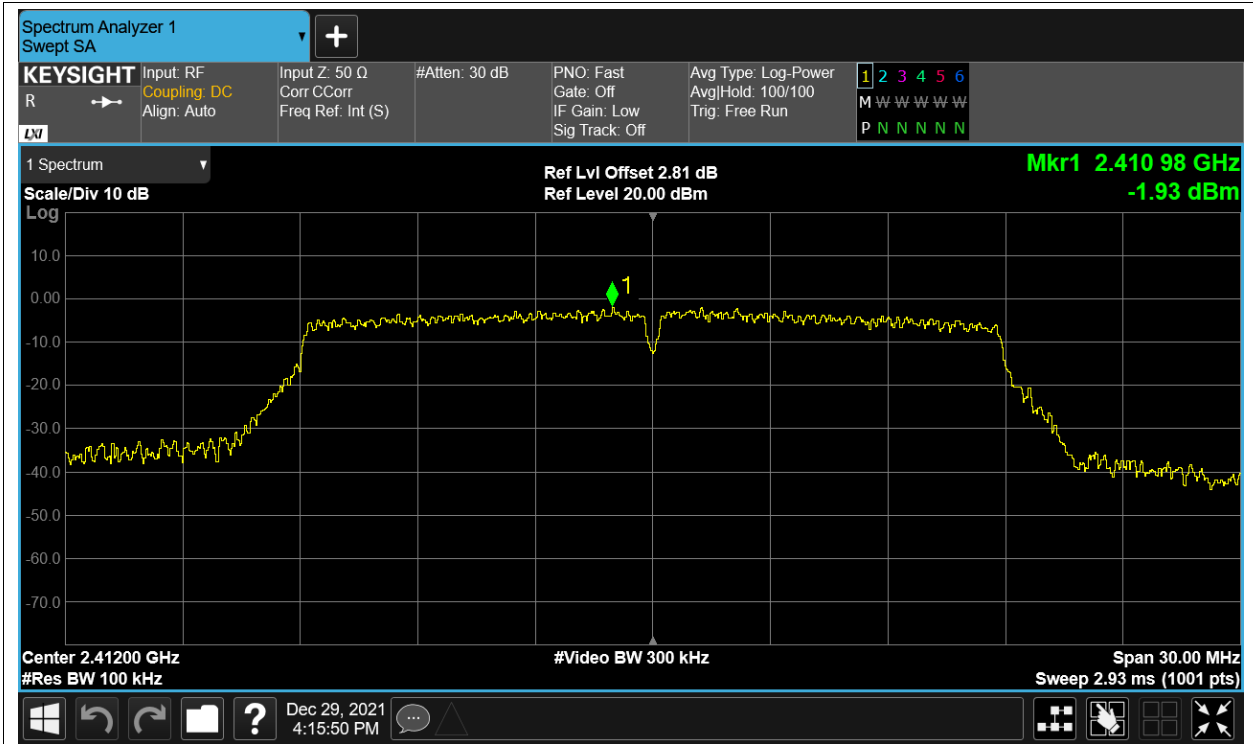 Spectrum Analyzer 1
Swept SA
KEYSIGHT
R
LXI
Input: RF
Coupling: DC
Align: Auto
Input Z: 50 Ω
Corr CCorr
Freq Ref: Int (S)
#Atten: 30 dB
PNO: Fast
Gate: Off
IF Gain: Low
Sig Track: Off
Avg Type: Log-Power
Avg|Hold: 100/100
Trig: Free Run
1 2 3 4 5 6
M W W W W W
P N N N N N
1 Spectrum
Scale/Div 10 dB
Log
Ref Lvl Offset 2.81 dB
Ref Level 20.00 dBm
Mkr1 2.410 98 GHz
-1.93 dBm
10.0
0.00
-10.0
-20.0
-30.0
-40.0
-50.0
-60.0
-70.0
1
Center 2.41200 GHz
#Res BW 100 kHz
#Video BW 300 kHz
Span 30.00 MHz
Sweep 2.93 ms (1001 pts)
?
Dec 29, 2021
4:15:50 PM